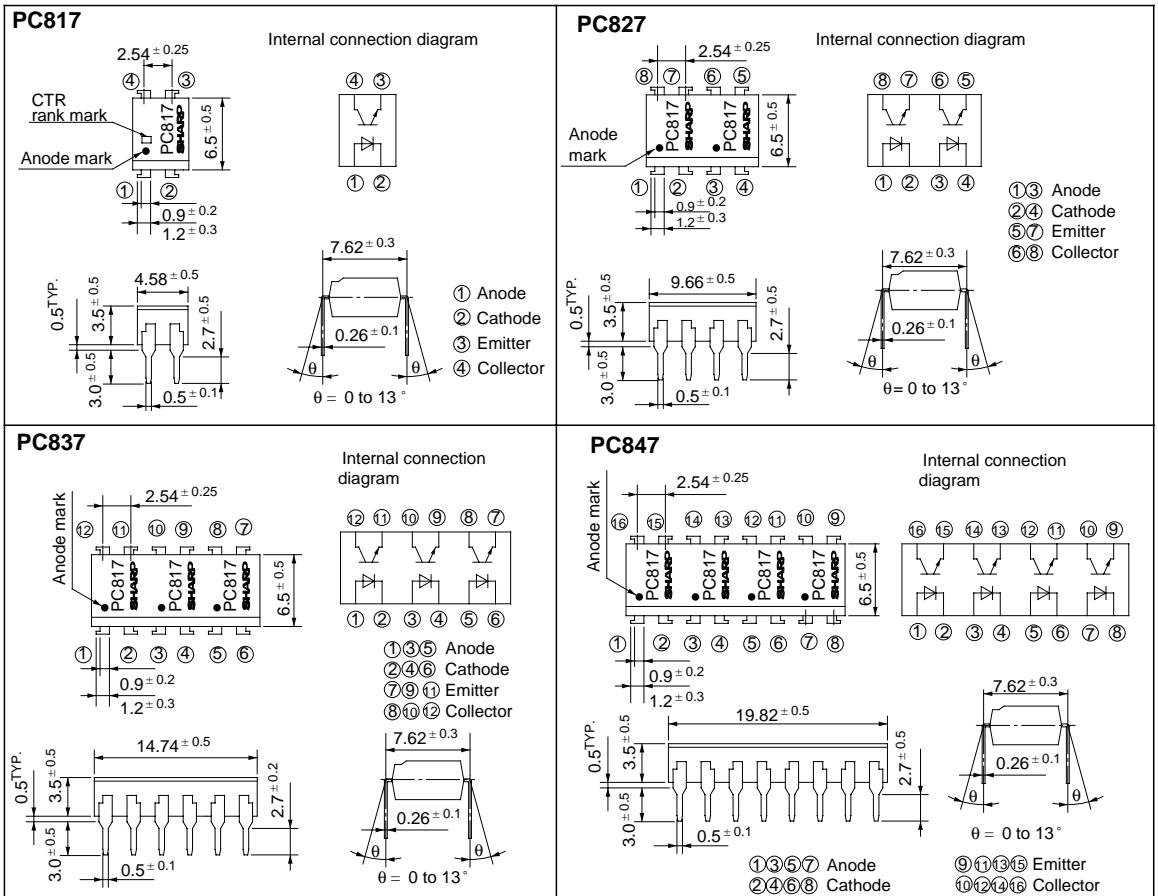 PC817
Internal connection diagram
2.54 ± 0.25
④ ③
CTR
rank mark
Anode mark
PC817
SHARP
6.5 ± 0.5
① ②
0.9 ± 0.2
1.2 ± 0.3
④ ③
① ②
4.58 ± 0.5
0.5 TYP.
3.5 ± 0.5
2.7 ± 0.5
3.0 ± 0.5
0.5 ± 0.1
7.62 ± 0.3
0.26 ± 0.1
θ θ
θ = 0 to 13 °
① Anode
② Cathode
③ Emitter
④ Collector
PC827
Internal connection diagram
2.54 ± 0.25
⑧ ⑦ ⑥ ⑤
Anode
mark
PC817
SHARP
PC817
SHARP
6.5 ± 0.5
① ② ③ ④
0.9 ± 0.2
1.2 ± 0.3
⑧ ⑦ ⑥ ⑤
① ② ③ ④
①③ Anode
②④ Cathode
⑤⑦ Emitter
⑥⑧ Collector
9.66 ± 0.5
0.5 TYP.
3.5 ± 0.5
2.7 ± 0.5
3.0 ± 0.5
0.5 ± 0.1
7.62 ± 0.3
0.26 ± 0.1
θ θ
θ = 0 to 13 °
PC837
Internal connection
diagram
Anode mark
2.54 ± 0.25
⑫ ⑪ ⑩ ⑨ ⑧ ⑦
PC817
SHARP
PC817
SHARP
PC817
SHARP
6.5 ± 0.5
① ② ③ ④ ⑤ ⑥
0.9 ± 0.2
1.2 ± 0.3
⑫ ⑪ ⑩ ⑨ ⑧ ⑦
① ② ③ ④ ⑤ ⑥
①③⑤ Anode
②④⑥ Cathode
⑦⑨⑪ Emitter
⑧⑩⑫ Collector
14.74 ± 0.5
0.5 TYP.
3.5 ± 0.5
2.7 ± 0.2
3.0 ± 0.5
0.5 ± 0.1
7.62 ± 0.3
0.26 ± 0.1
θ θ
θ = 0 to 13 °
PC847
Internal connection
diagram
Anode mark
2.54 ± 0.25
⑯ ⑮ ⑭ ⑬ ⑫ ⑪ ⑩ ⑨
PC817
SHARP
PC817
SHARP
PC817
SHARP
PC817
SHARP
6.5 ± 0.5
① ② ③ ④ ⑤ ⑥ ⑦ ⑧
0.9 ± 0.2
1.2 ± 0.3
⑯ ⑮ ⑭ ⑬ ⑫ ⑪ ⑩ ⑨
① ② ③ ④ ⑤ ⑥ ⑦ ⑧
19.82 ± 0.5
0.5 TYP.
3.5 ± 0.5
2.7 ± 0.5
3.0 ± 0.5
0.5 ± 0.1
7.62 ± 0.3
0.26 ± 0.1
θ θ
θ = 0 to 13 °
①③⑤⑦ Anode
②④⑥⑧ Cathode
⑨⑪⑬⑮ Emitter
⑩⑫⑭⑯ Collector